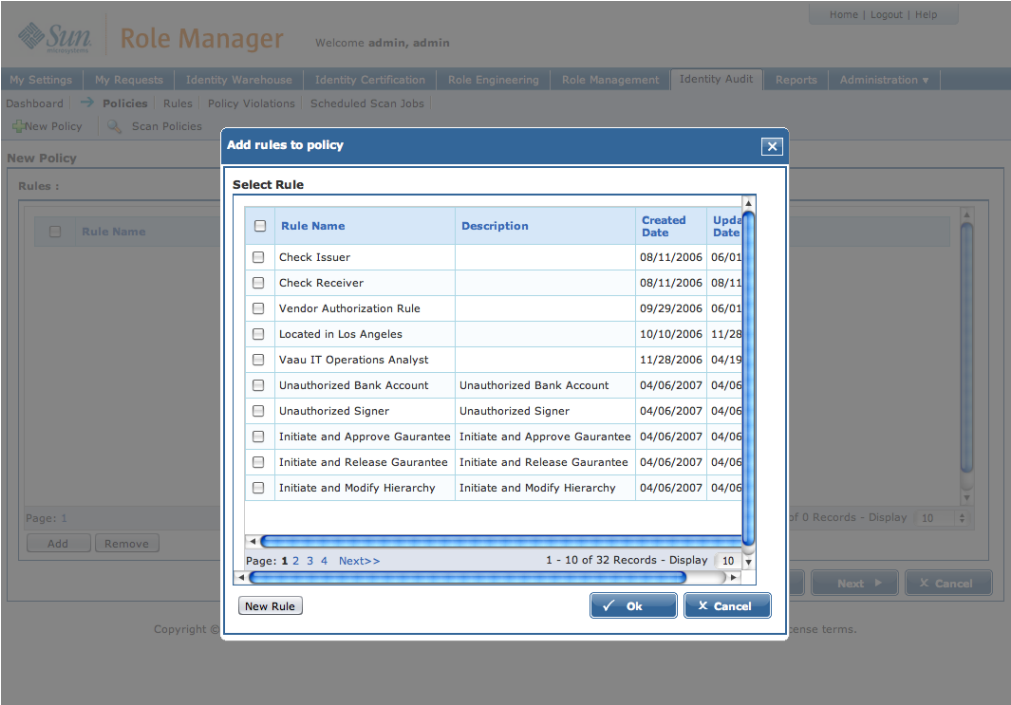 Home | Logout | Help
Sun Role Manager Welcome admin, admin
My Settings My Requests Identity Warehouse Identity Certification Role Engineering Role Management Identity Audit Reports Administration
Dashboard Policies Rules Policy Violations Scheduled Scan Jobs
New Policy Scan Policies
New Policy
Rules :
Rule Name
Add rules to policy
Select Rule
Rule Name Description Created Date Upda Date
Check Issuer 08/11/2006 06/01
Check Receiver 08/11/2006 08/11
Vendor Authorization Rule 09/29/2006 06/01
Located in Los Angeles 10/10/2006 11/28
Vaau IT Operations Analyst 11/28/2006 04/19
Unauthorized Bank Account Unauthorized Bank Account 04/06/2007 04/06
Unauthorized Signer Unauthorized Signer 04/06/2007 04/06
Initiate and Approve Gaurantee Initiate and Approve Gaurantee 04/06/2007 04/06
Initiate and Release Gaurantee Initiate and Release Gaurantee 04/06/2007 04/06
Initiate and Modify Hierarchy Initiate and Modify Hierarchy 04/06/2007 04/06
Page: 1 2 3 4 Next>> 1 - 10 of 32 Records - Display 10
New Rule Ok X Cancel
Page: 1 of 0 Records - Display 10
Add Remove
Next X Cancel
Copyright © cense terms.